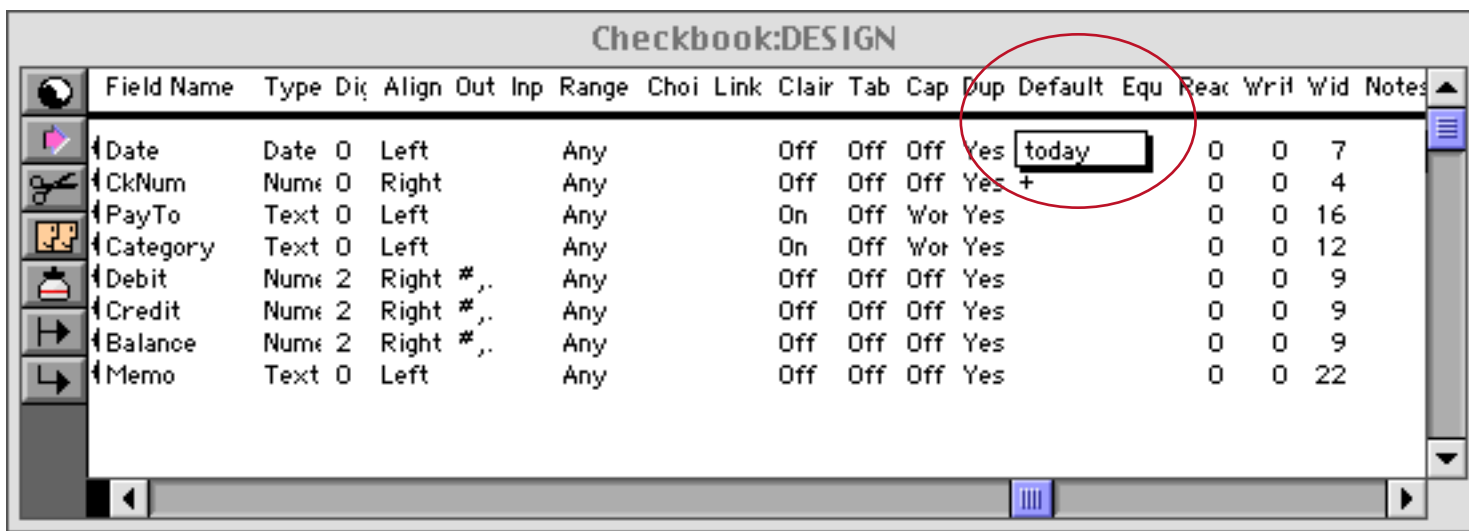 Checkbook:DESIGN
Field Name Type Dig Align Out Inp Range Choi Link Clair Tab Cap Dup Default Equ Read Writ Wid Notes
Date Date 0 Left Any Off Off Off Yes today 0 0 7
CkNum Nume 0 Right Any Off Off Off Yes + 0 0 4
PayTo Text 0 Left Any On Off Wor Yes 0 0 16
Category Text 0 Left Any On Off Wor Yes 0 0 12
Debit Nume 2 Right #,. Any Off Off Off Yes 0 0 9
Credit Nume 2 Right #,. Any Off Off Off Yes 0 0 9
Balance Nume 2 Right #,. Any Off Off Off Yes 0 0 9
Memo Text 0 Left Any Off Off Off Yes 0 0 22